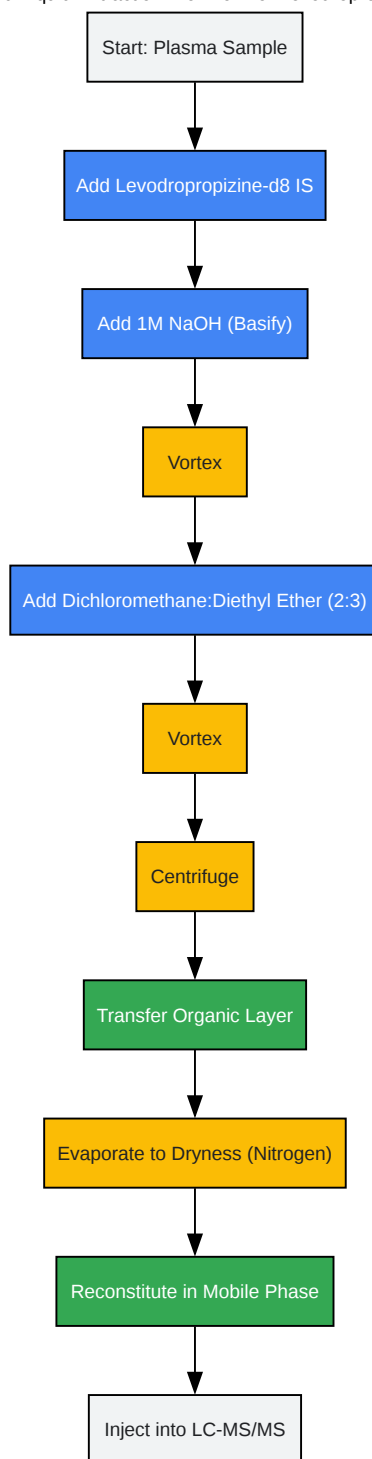 Start: Plasma Sample
Add Levodropropizine-d8 IS
Add 1M NaOH (Basify)
Vortex
Add Dichloromethane:Diethyl Ether (2:3)
Vortex
Centrifuge
Transfer Organic Layer
Evaporate to Dryness (Nitrogen)
Reconstitute in Mobile Phase
Inject into LC-MS/MS